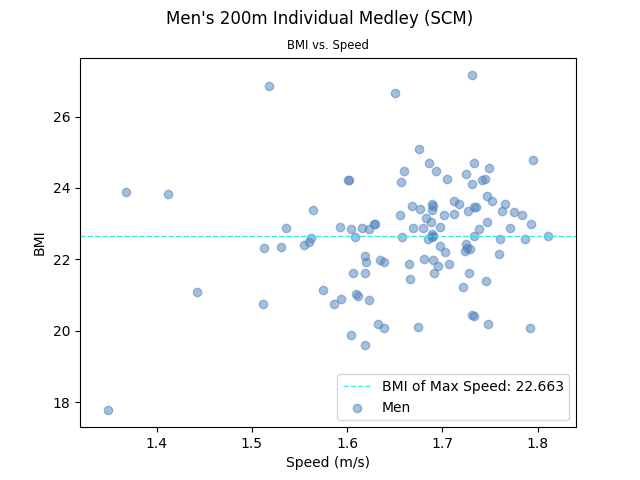 Men's 200m Individual Medley (SCM)
BMI vs. Speed
BMI
26
24
22
20
18
BMI of Max Speed: 22.663
Men
1.4
1.5
1.6
1.7
1.8
Speed (m/s)